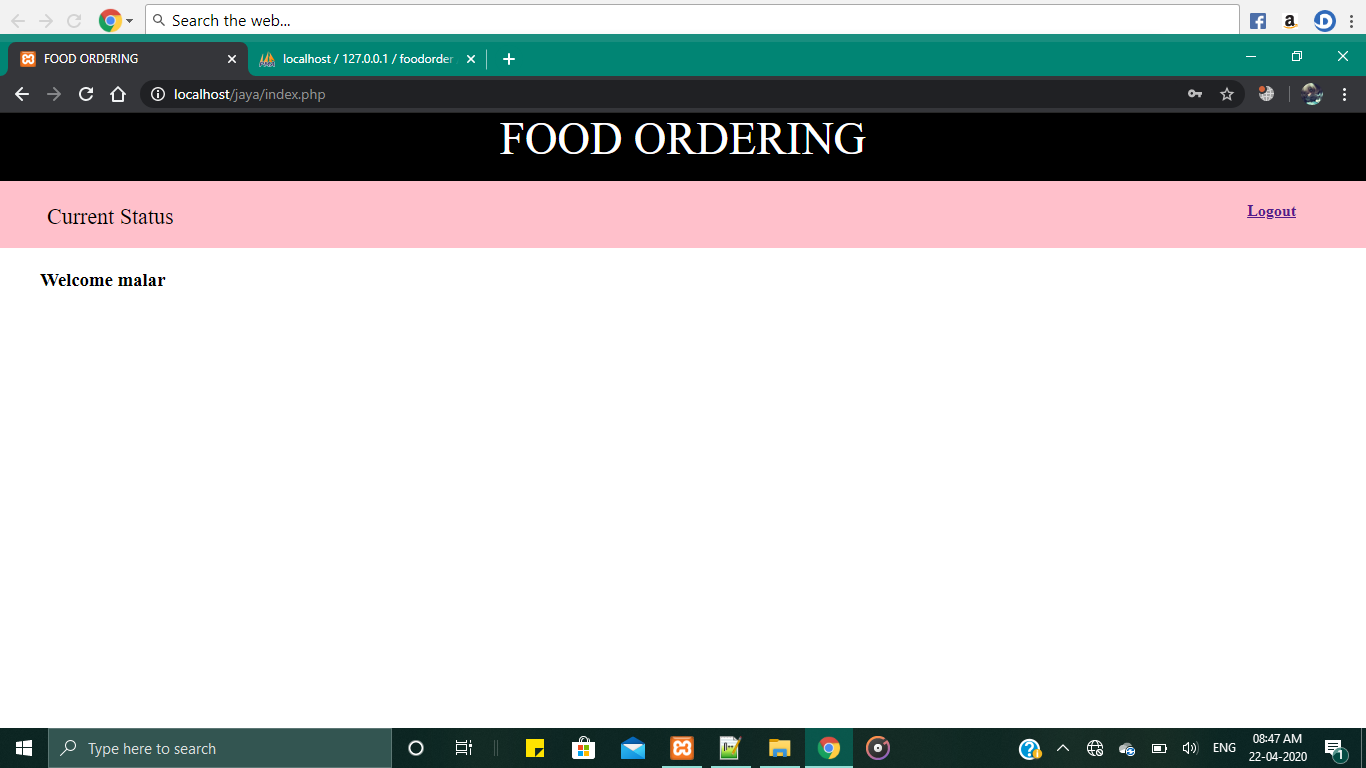 Search the web...
FOOD ORDERING
localhost / 127.0.0.1 / foodorder
localhost/jaya/index.php
FOOD ORDERING
Current Status
Logout
Welcome malar
Type here to search
ENG
08:47 AM
22-04-2020
1